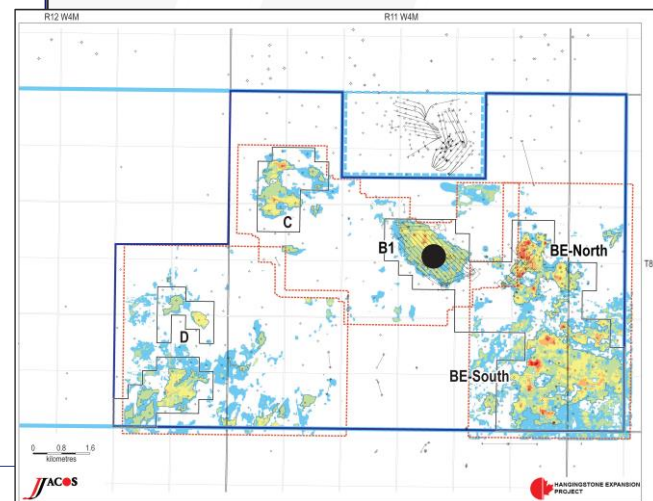 R12 W4M
R11 W4M
C
B1
BE-North
T8
D
BE-South
0 0.8 1.6
kilometres
JACOS
HANGINGSTONE EXPANSION
PROJECT